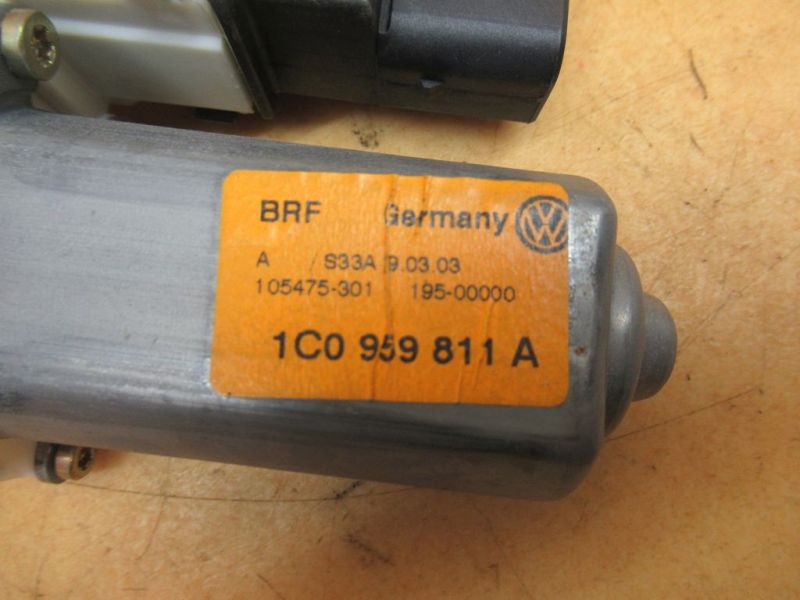 BRF Germany
A / S33A 9.03.03
105475-301 195-00000
1C0 959 811 A